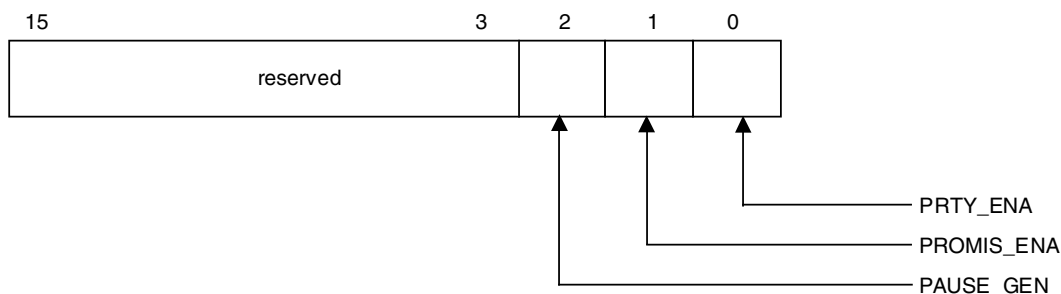 15 3 2 1 0
reserved
PRTY_ENA
PROMIS_ENA
PAUSE_GEN